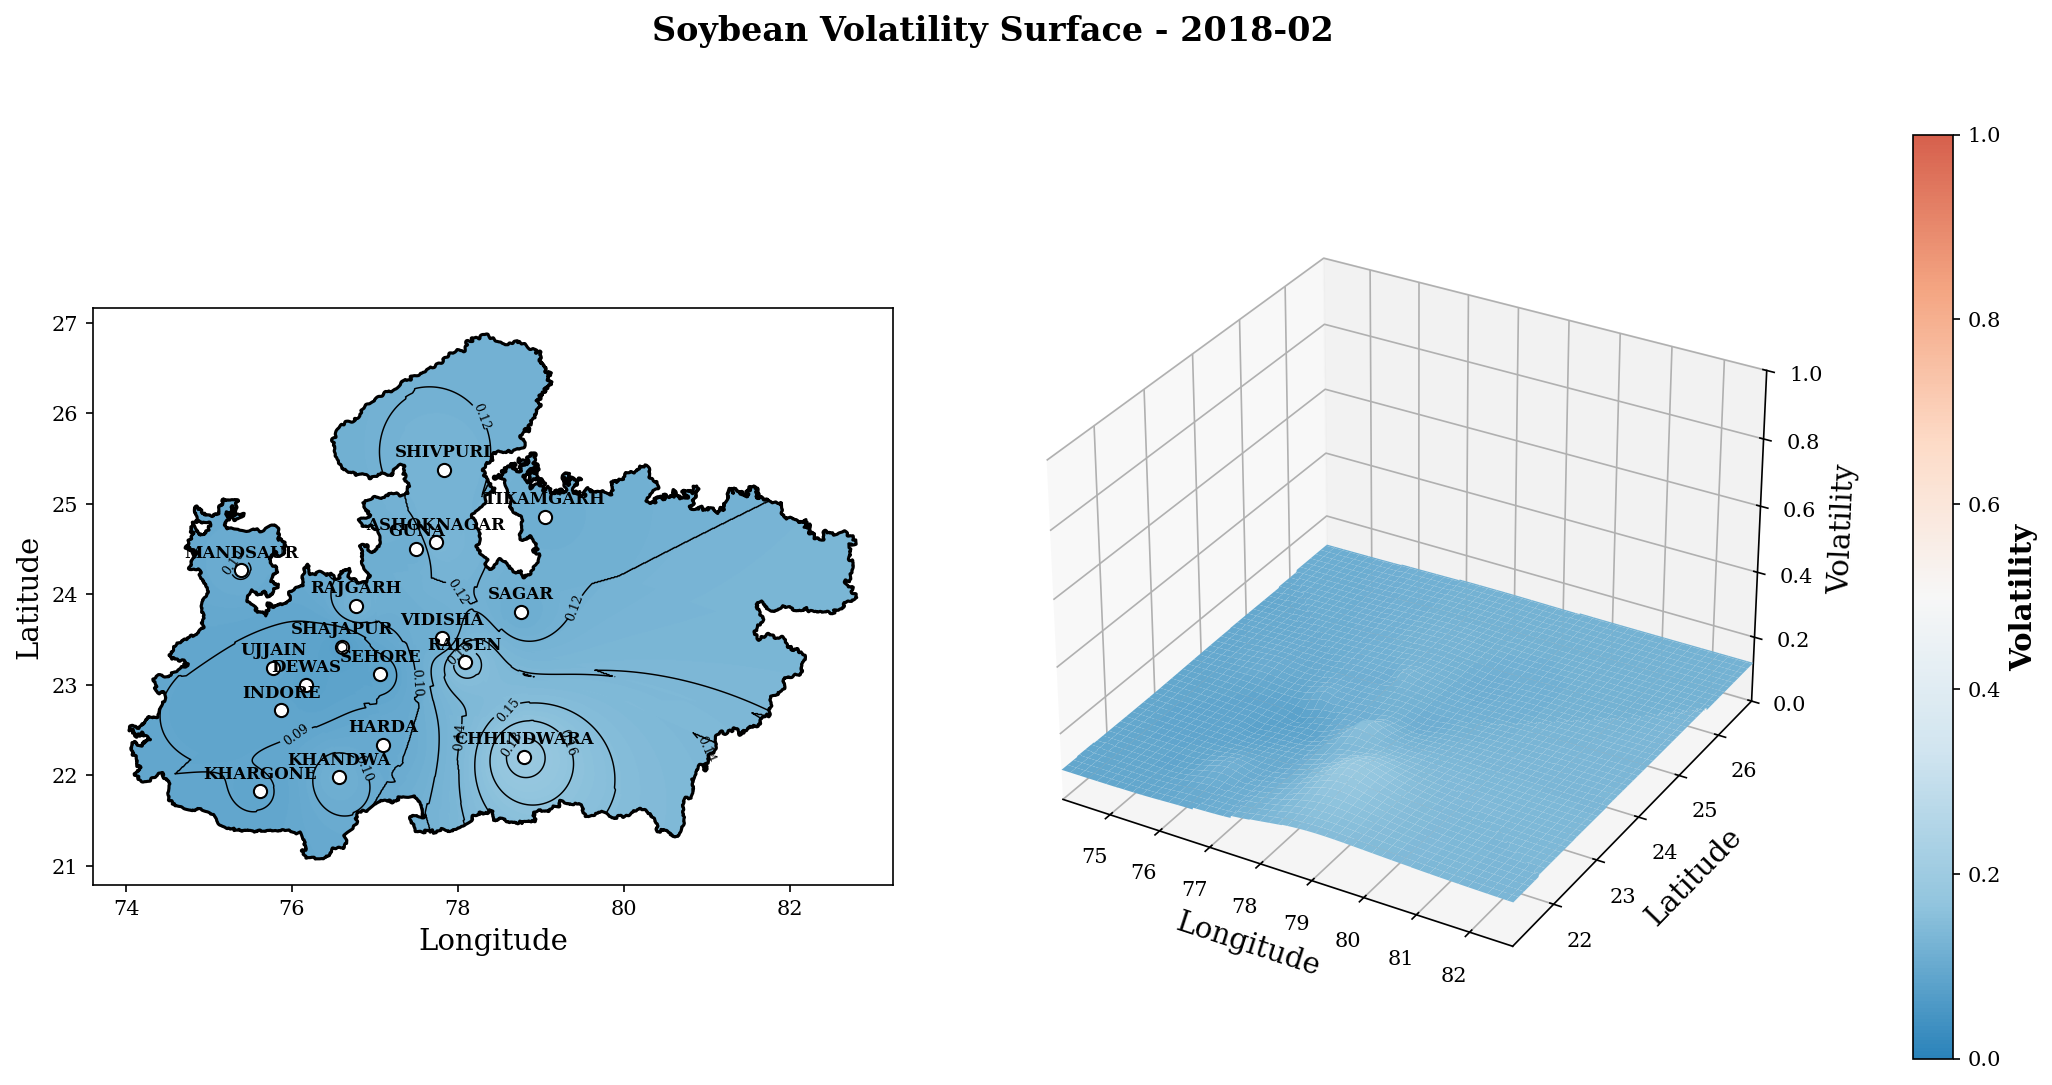 Soybean Volatility Surface - 2018-02
Latitude
27
26
25
24
23
22
21
74
76
78
80
82
Longitude
SHIVPURI
TIKAMGARH
ASHOKNAGAR
GUNA
MANDSAUR
RAJGARH
SAGAR
VIDISHA
SHAJAPUR
RAISEN
UJJAIN
SEHORE
DEWAS
INDORE
HARDA
CHHINDWARA
KHANDWA
KHARGONE
0.12
0.12
0.12
0.10
0.09
0.10
0.14
0.15
0.16
0.14
1.0
0.8
0.6
0.4
0.2
0.0
Volatility
75
76
77
78
79
80
81
82
Longitude
22
23
24
25
26
Latitude
1.0
0.8
0.6
0.4
0.2
0.0
Volatility